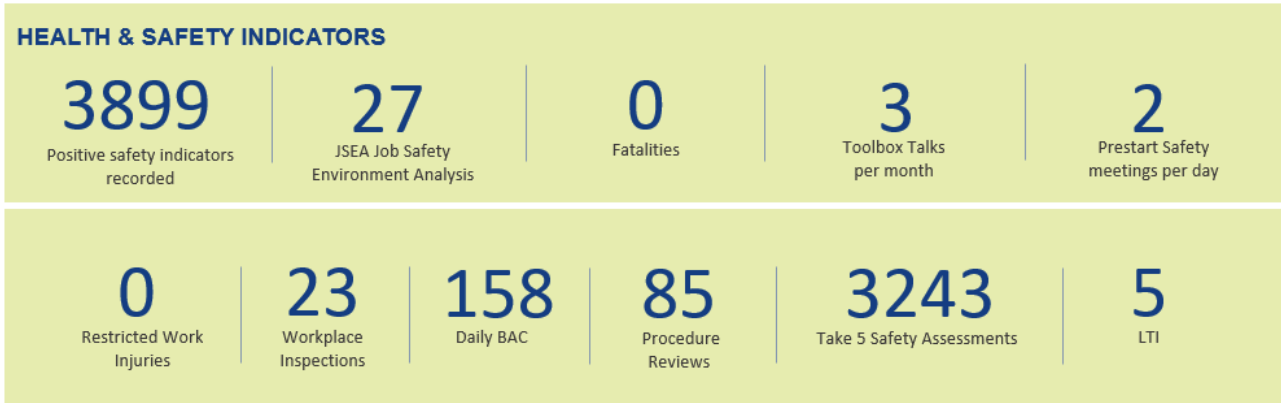 HEALTH & SAFETY INDICATORS
3899
Positive safety indicators
recorded
27
JSEA Job Safety
Environment Analysis
0
Fatalities
3
Toolbox Talks
per month
2
Prestart Safety
meetings per day
0
Restricted Work
Injuries
23
Workplace
Inspections
158
Daily BAC
85
Procedure
Reviews
3243
Take 5 Safety Assessments
5
LTI